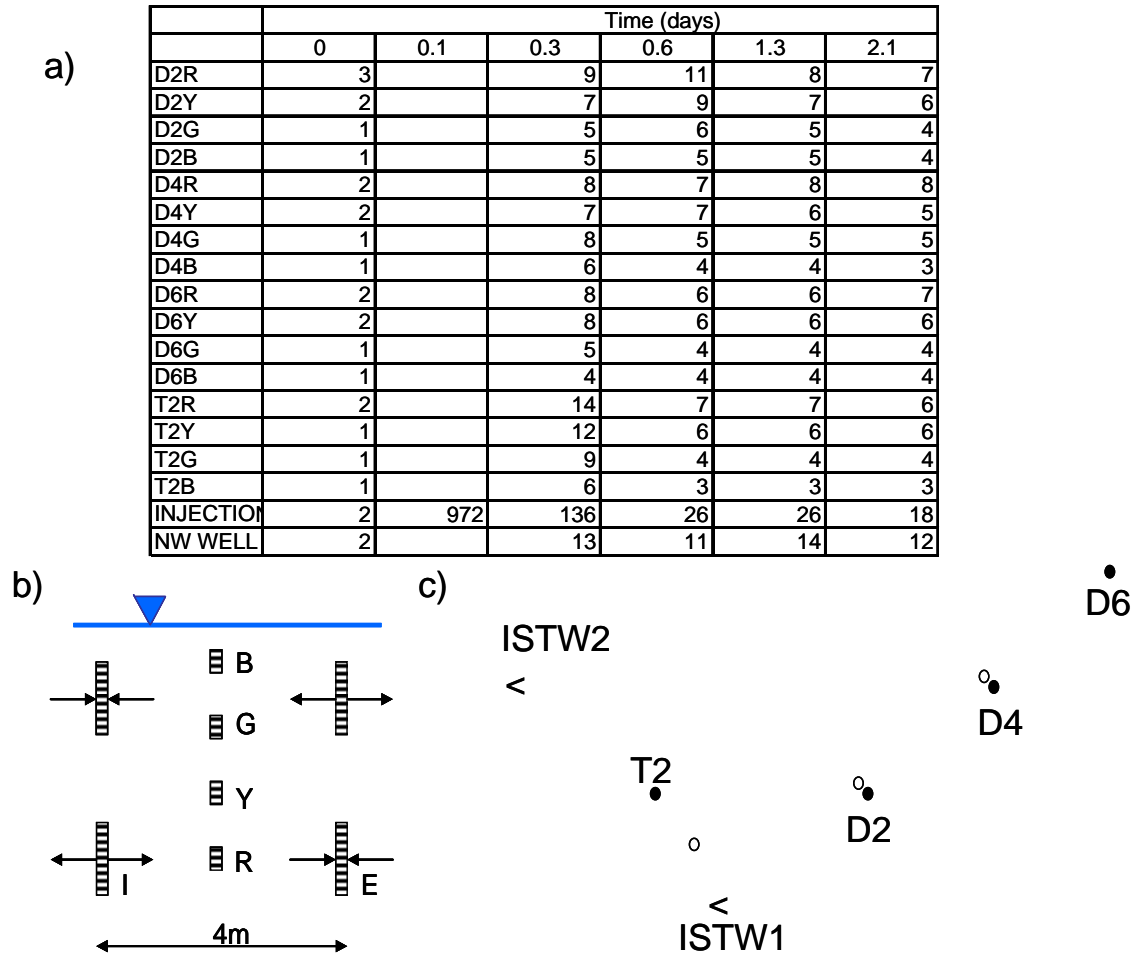 a)
Time (days)
0 0.1 0.3 0.6 1.3 2.1
D2R 3 9 11 8 7
D2Y 2 7 9 7 6
D2G 1 5 6 5 4
D2B 1 5 5 5 4
D4R 2 8 7 8 8
D4Y 2 7 7 6 5
D4G 1 8 5 5 5
D4B 1 6 4 4 3
D6R 2 8 6 6 7
D6Y 2 8 6 6 6
D6G 1 5 4 4 4
D6B 1 4 4 4 4
T2R 2 14 7 7 6
T2Y 1 12 6 6 6
T2G 1 9 4 4 4
T2B 1 6 3 3 3
INJECTION 2 972 136 26 26 18
NW WELL 2 13 11 14 12
b)
B
G
Y
R
I
E
4m
c)
D6
ISTW2
<
D4
T2
D2
<
ISTW1